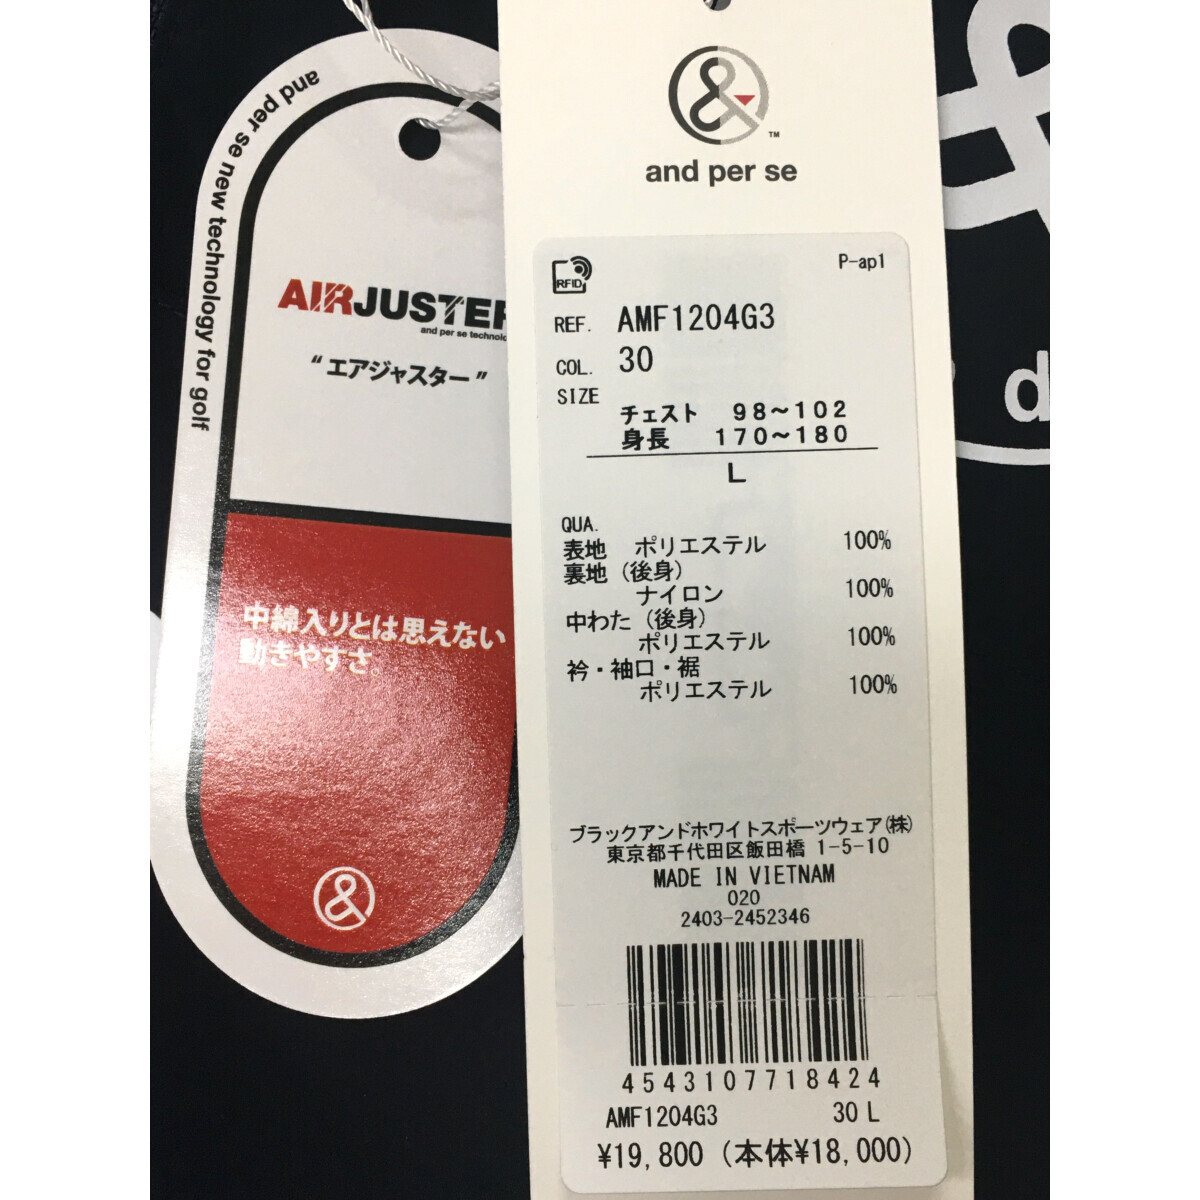 and per se new technology for golf
AIRJUSTER
and per se
“エアジャスター”
中綿入りとは思えない
動きやすさ。
&
&
TM
and per se
RFID
P-ap1
REF. AMF1204G3
COL. 30
SIZE
チェスト 98～102
身長 170～180
L
QUA.
表地 ポリエステル 100%
裏地(後身)
ナイロン 100%
中わた(後身)
ポリエステル 100%
衿・袖口・裾
ポリエステル 100%
ブラックアンドホワイトスポーツウェア(株)
東京都千代田区飯田橋 1-5-10
MADE IN VIETNAM
020
2403-2452346
4543107718424
AMF1204G3 30 L
¥19,800 (本体¥18,000)
d